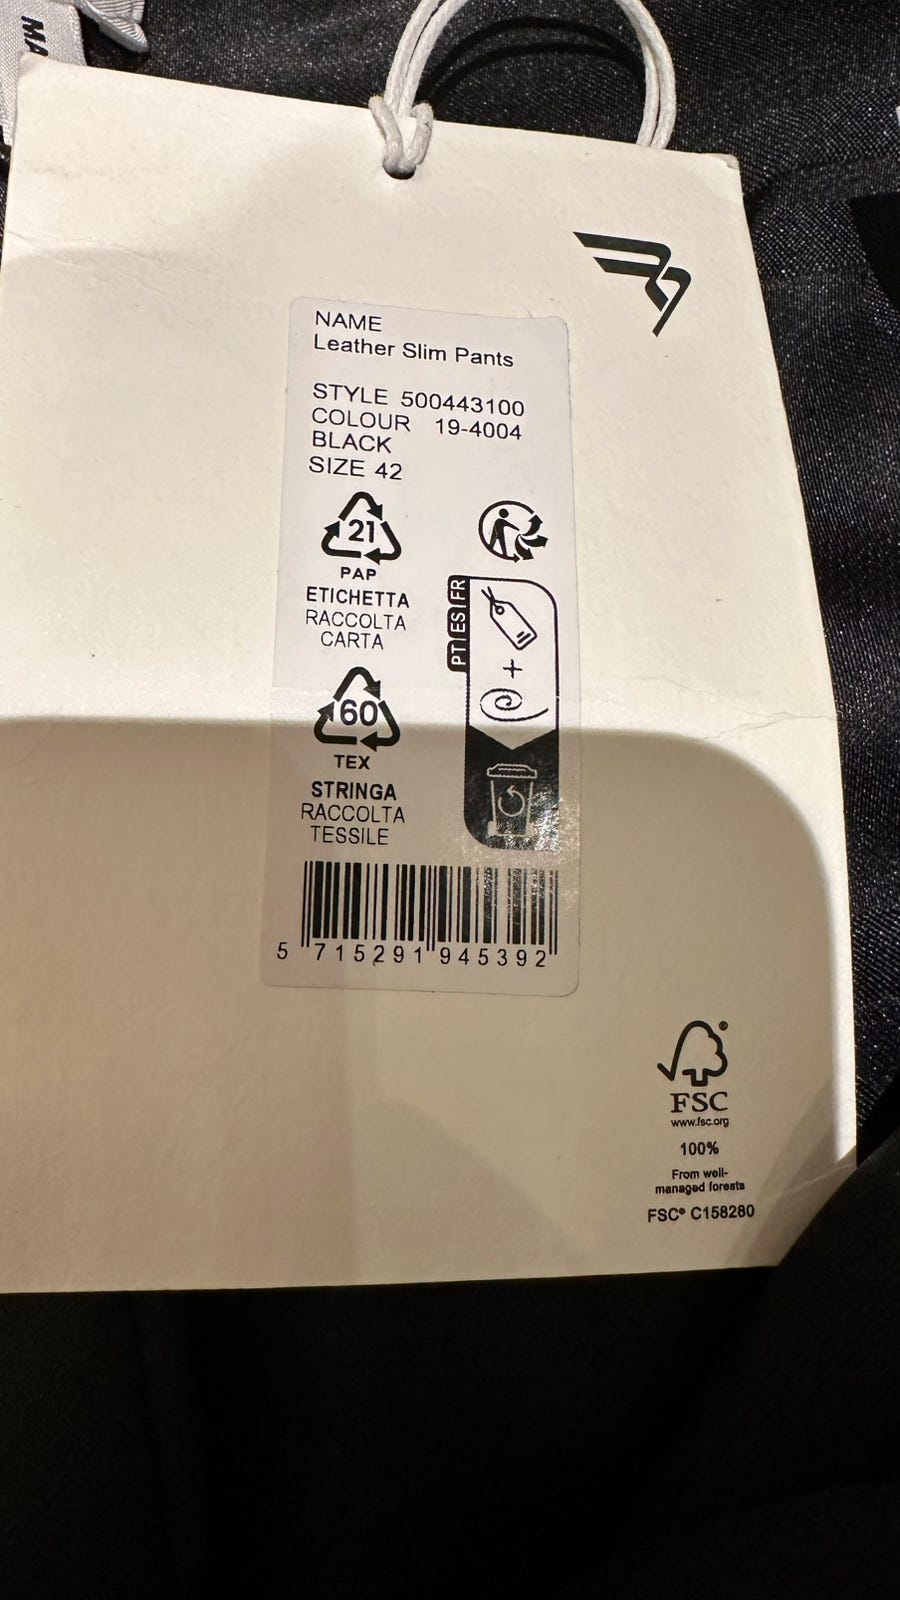 MA
NAME
Leather Slim Pants
STYLE 500443100
COLOUR 19-4004
BLACK
SIZE 42
21
PAP
ETICHETTA
RACCOLTA
CARTA
60
TEX
STRINGA
RACCOLTA
TESSILE
PT ES FR
+
5 715291 945392
FSC®
www.fsc.org
100%
From well-
managed forests
FSC® C158280